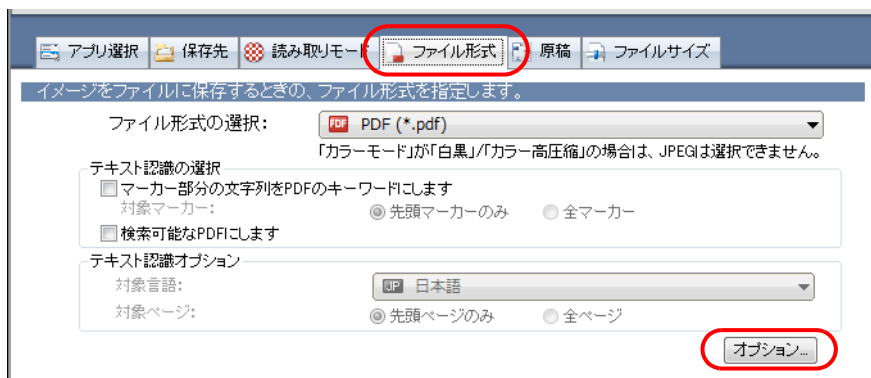 アプリ選択 保存先 読み取りモード ファイル形式 原稿 ファイルサイズ
イメージをファイルに保存するときの、ファイル形式を指定します。
ファイル形式の選択: PDF PDF (*.pdf)
「カラーモード」が「白黒」/「カラー高圧縮」の場合は、JPEGは選択できません。
テキスト認識の選択
マーカー部分の文字列をPDFのキーワードにします
対象マーカー: 先頭マーカーのみ 全マーカー
検索可能なPDFにします
テキスト認識オプション
対象言語: JP 日本語
対象ページ: 先頭ページのみ 全ページ
オプション...